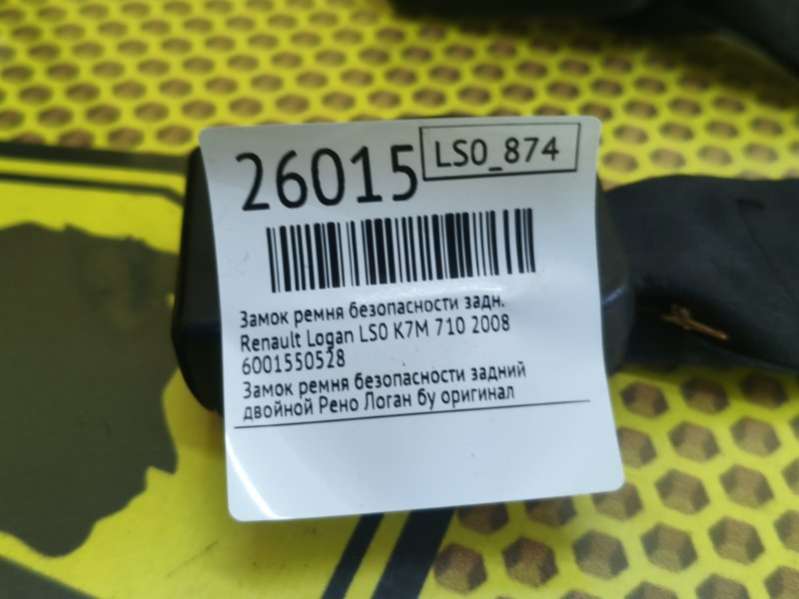 26015 LS0_874
Замок ремня безопасности задн.
Renault Logan LS0 K7M 710 2008
6001550528
Замок ремня безопасности задний
двойной Рено Логан бу оригинал